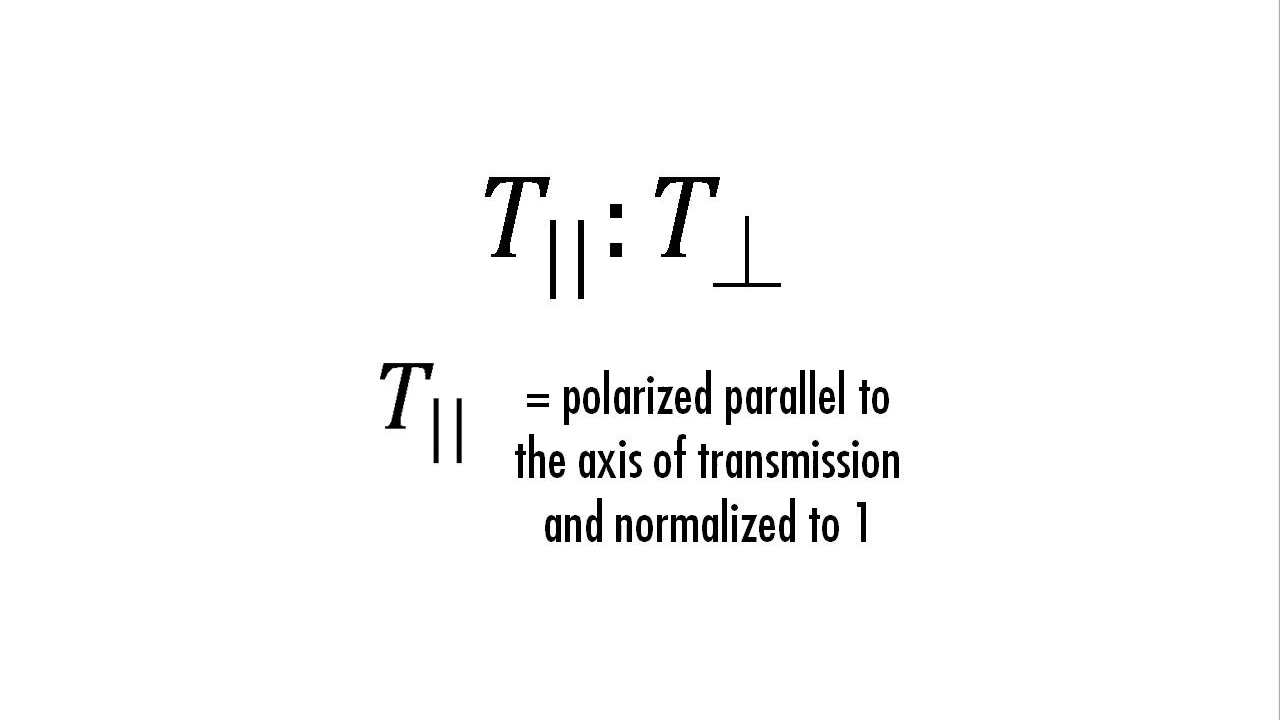 T||:T⊥
T|| = polarized parallel to
the axis of transmission
and normalized to 1